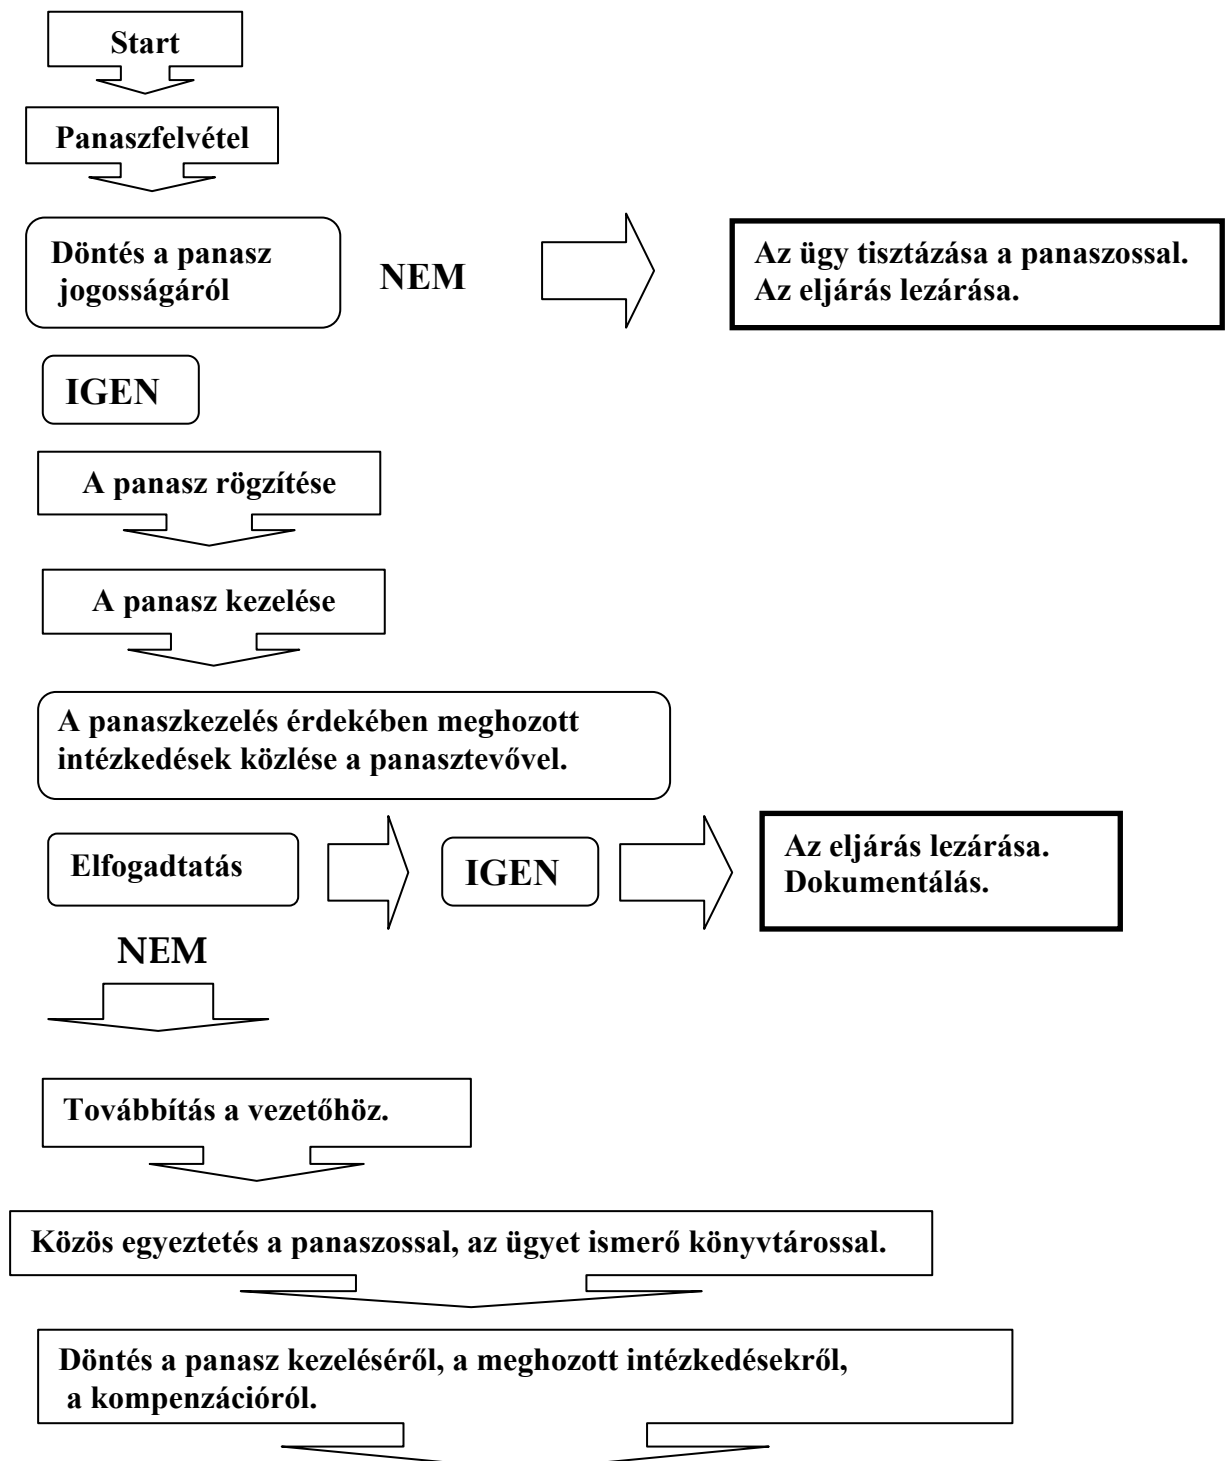 Start
Panaszfelvétel
Döntés a panasz
jogosságáról
NEM
Az ügy tisztázása a panaszossal.
Az eljárás lezárása.
IGEN
A panasz rögzítése
A panasz kezelése
A panaszkezelés érdekében meghozott
intézkedések közlése a panasztevővel.
Elfogadtatás
IGEN
Az eljárás lezárása.
Dokumentálás.
NEM
Továbbítás a vezetőhöz.
Közös egyeztetés a panaszossal, az ügyet ismerő könyvtárossal.
Döntés a panasz kezeléséről, a meghozott intézkedésekről,
a kompenzációról.